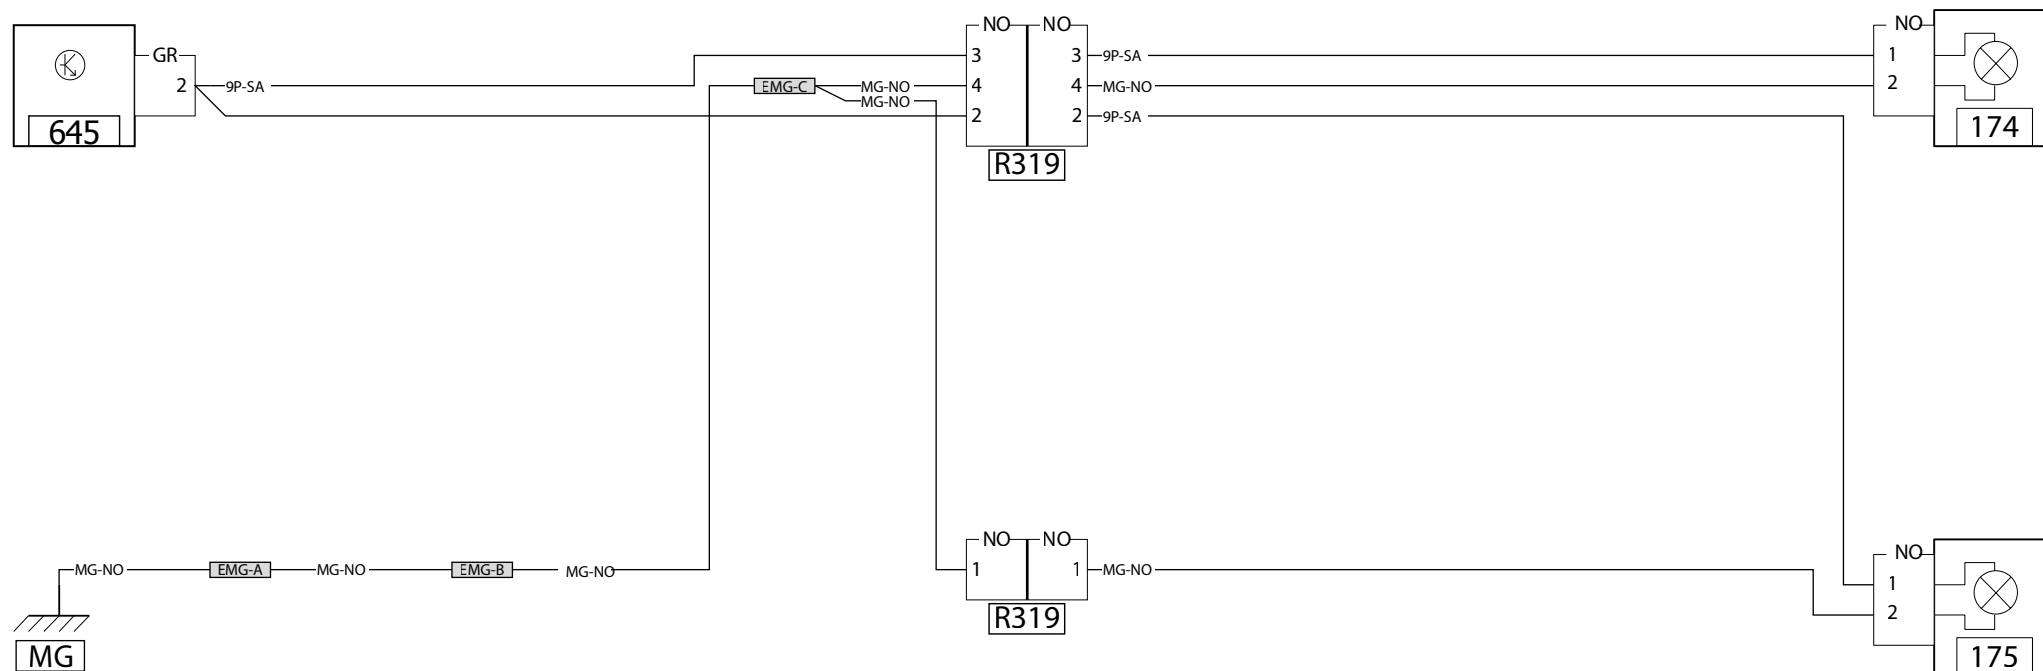 NO NO NO
GR 3 3 9P-SA 1
2 9P-SA EMG-C MG-NO 4 4 MG-NO 2
MG-NO
2 2 9P-SA
645 174
R319
NO NO NO
MG-NO EMG-A MG-NO EMG-B MG-NO 1 1 MG-NO 1
2
R319
MG 175